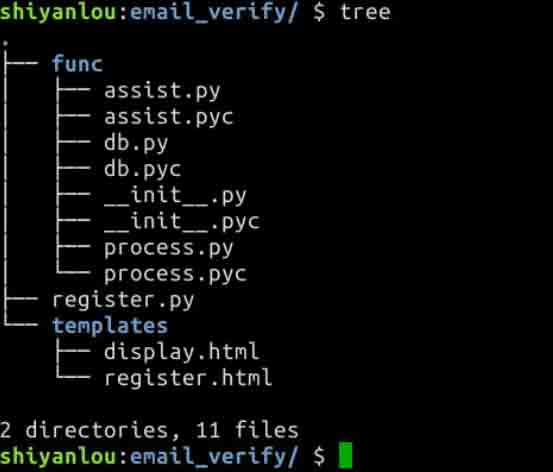 shiyanlou:email_verify/ $ tree
.
├── func
│   ├── assist.py
│   ├── assist.pyc
│   ├── db.py
│   ├── db.pyc
│   ├── __init__.py
│   ├── __init__.pyc
│   ├── process.py
│   └── process.pyc
├── register.py
└── templates
    ├── display.html
    └── register.html

2 directories, 11 files
shiyanlou:email_verify/ $